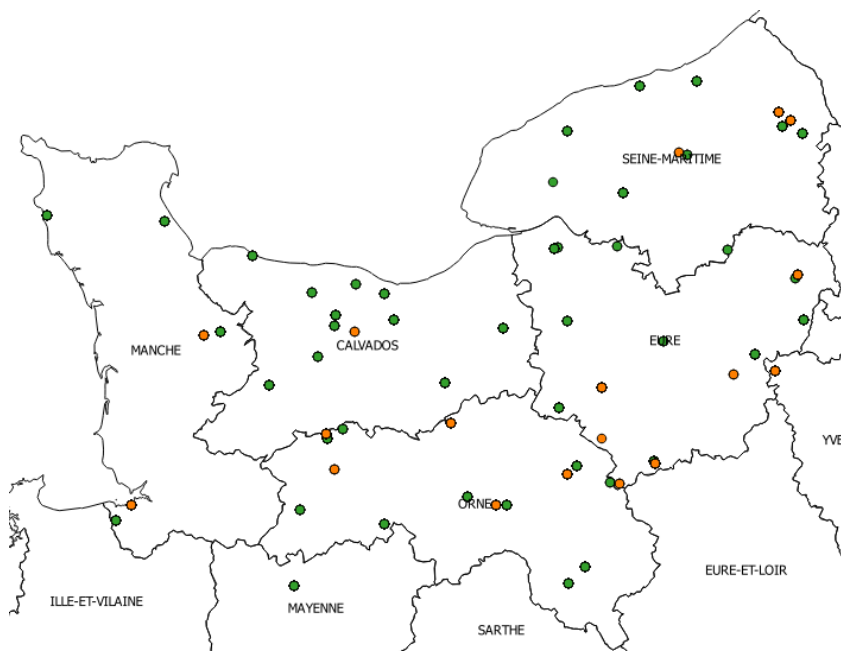 SEINE-MARITIME
MANCHE
CALVADOS
EURE
YVE
ORNE
EURE-ET-LOIR
ILLE-ET-VILAINE
MAYENNE
SARTHE